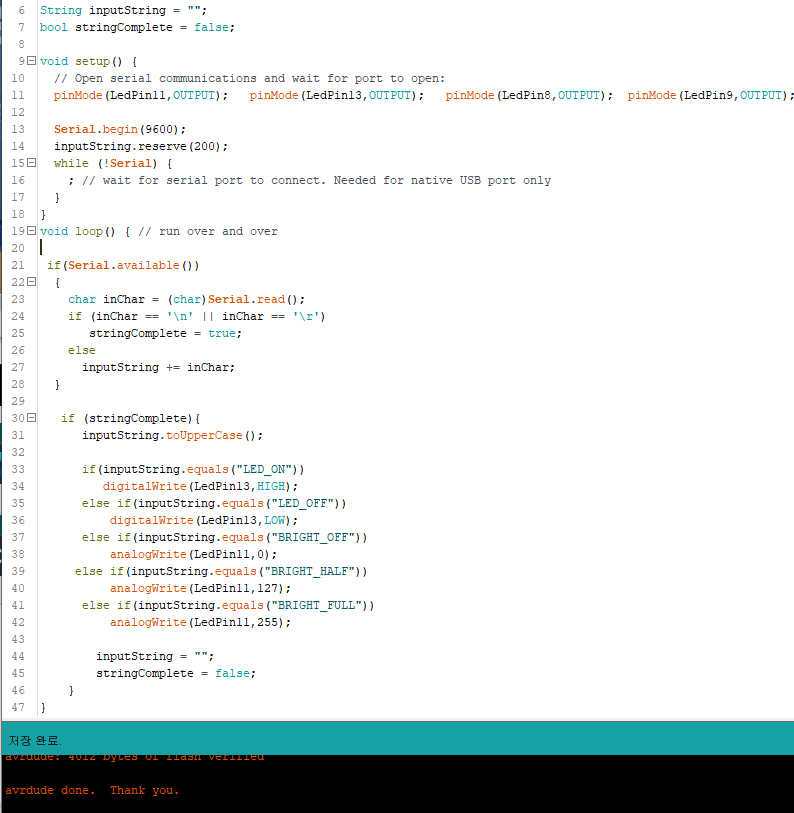 6 String inputString = "";
7 bool stringComplete = false;
8
9 void setup() {
10 // Open serial communications and wait for port to open:
11 pinMode(LedPin11,OUTPUT); pinMode(LedPin13,OUTPUT); pinMode(LedPin8,OUTPUT); pinMode(LedPin9,OUTPUT);
12
13 Serial.begin(9600);
14 inputString.reserve(200);
15 while (!Serial) {
16 ; // wait for serial port to connect. Needed for native USB port only
17 }
18 }
19 void loop() { // run over and over
20
21 if(Serial.available())
22 {
23 char inChar = (char)Serial.read();
24 if (inChar == '\n' || inChar == '\r')
25 stringComplete = true;
26 else
27 inputString += inChar;
28 }
29
30 if (stringComplete){
31 inputString.toUpperCase();
32
33 if(inputString.equals("LED_ON"))
34 digitalWrite(LedPin13,HIGH);
35 else if(inputString.equals("LED_OFF"))
36 digitalWrite(LedPin13,LOW);
37 else if(inputString.equals("BRIGHT_OFF"))
38 analogWrite(LedPin11,0);
39 else if(inputString.equals("BRIGHT_HALF"))
40 analogWrite(LedPin11,127);
41 else if(inputString.equals("BRIGHT_FULL"))
42 analogWrite(LedPin11,255);
43
44 inputString = "";
45 stringComplete = false;
46 }
47 }
저장 완료.
avrdude: 4012 bytes of flash verified
avrdude done. Thank you.